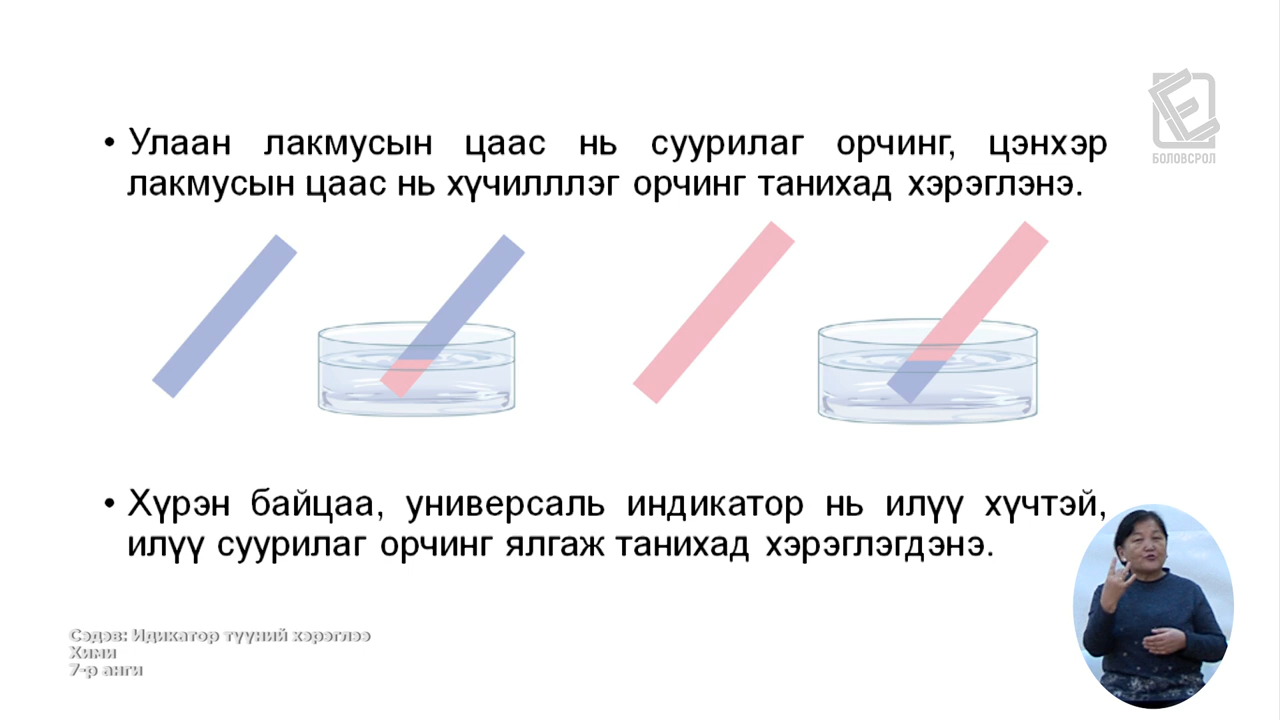 • Улаан лакмусын цаас нь суурилаг орчинг, цэнхэр
лакмусын цаас нь хүчилллэг орчинг танихад хэрэглэнэ.
БОЛОВСРОЛ
• Хүрэн байцаа, универсаль индикатор нь илүү хүчтэй,
илүү суурилаг орчинг ялгаж танихад хэрэглэгдэнэ.
Сэдэв: Идикатор түүний хэрэглээ
Хими
7-р анги